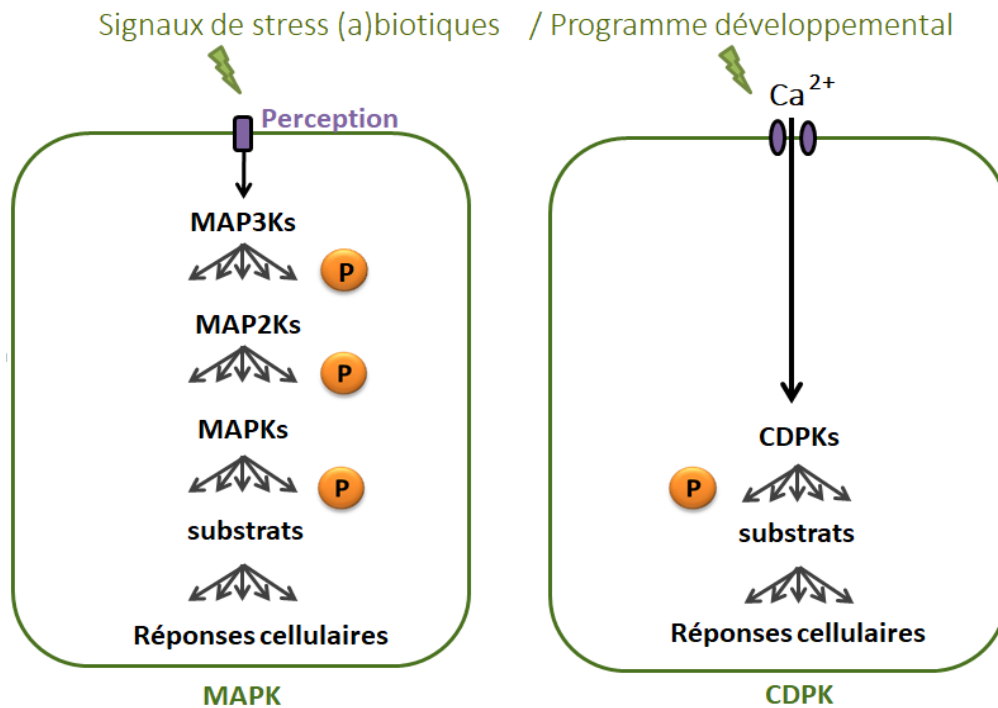 Signaux de stress (a)biotiques / Programme développemental
Perception
MAP3Ks
P
MAP2Ks
P
MAPKs
P
substrats
Réponses cellulaires
MAPK
Ca2+
CDPKs
P
substrats
Réponses cellulaires
CDPK